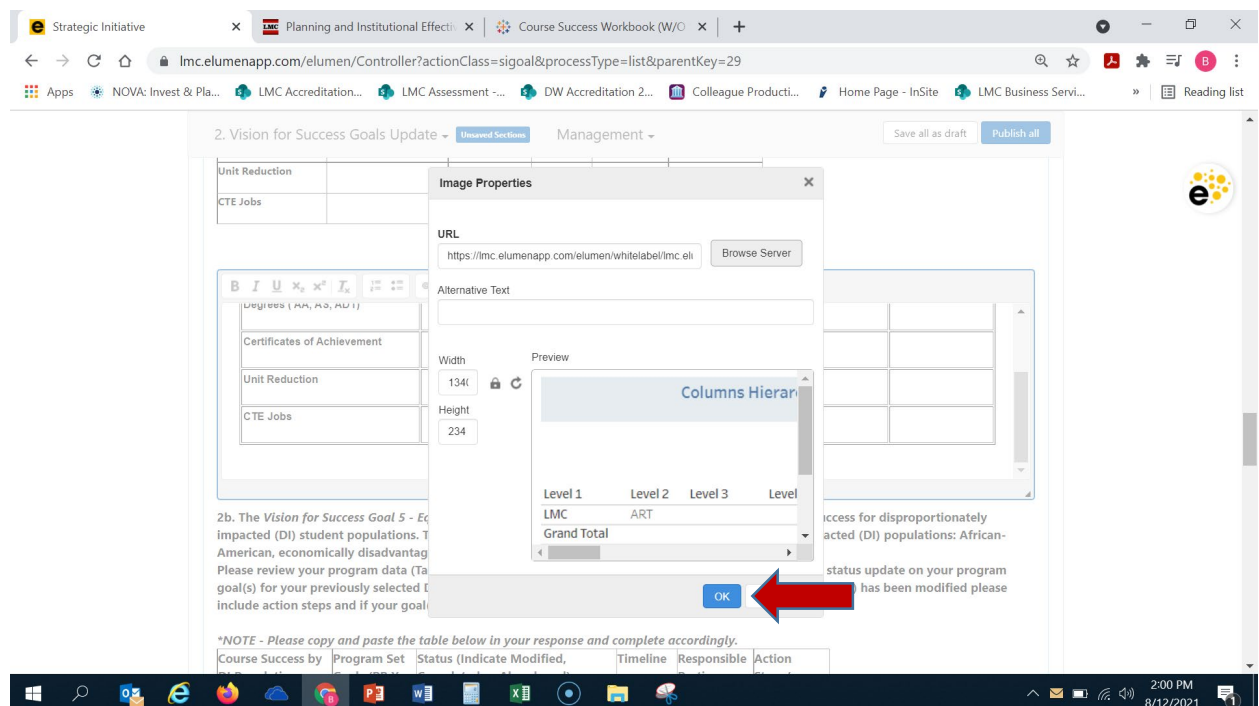 Strategic Initiative
LMC Planning and Institutional Effecti
Course Success Workbook (W/O
lmc.elumenapp.com/elumen/Controller?actionClass=sigoal&processType=list&parentKey=29
B
Apps NOVA: Invest & Pla... LMC Accreditation... LMC Assessment -... DW Accreditation 2... Colleague Producti... Home Page - InSite LMC Business Servi... » Reading list
2. Vision for Success Goals Update Unsaved Sections Management Save all as draft Publish all
Unit Reduction
CTE Jobs
Image Properties
URL
https://lmc.elumenapp.com/elumen/whitelabel/lmc.elu Browse Server
Alternative Text
Width
134(
Height
234
Preview
Columns Hierar
Level 1 Level 2 Level 3 Level
LMC ART
Grand Total
OK
B I U x₂ x² Tx
Degrees ( AA, AS, ADT)
Certificates of Achievement
Unit Reduction
CTE Jobs
2b. The Vision for Success Goal 5 - Eq ccess for disproportionately
impacted (DI) student populations. T acted (DI) populations: African-
American, economically disadvantag
Please review your program data (Ta status update on your program
goal(s) for your previously selected D ) has been modified please
include action steps and if your goal
*NOTE - Please copy and paste the table below in your response and complete accordingly.
Course Success by Program Set Status (Indicate Modified, Timeline Responsible Action
2:00 PM
8/12/2021